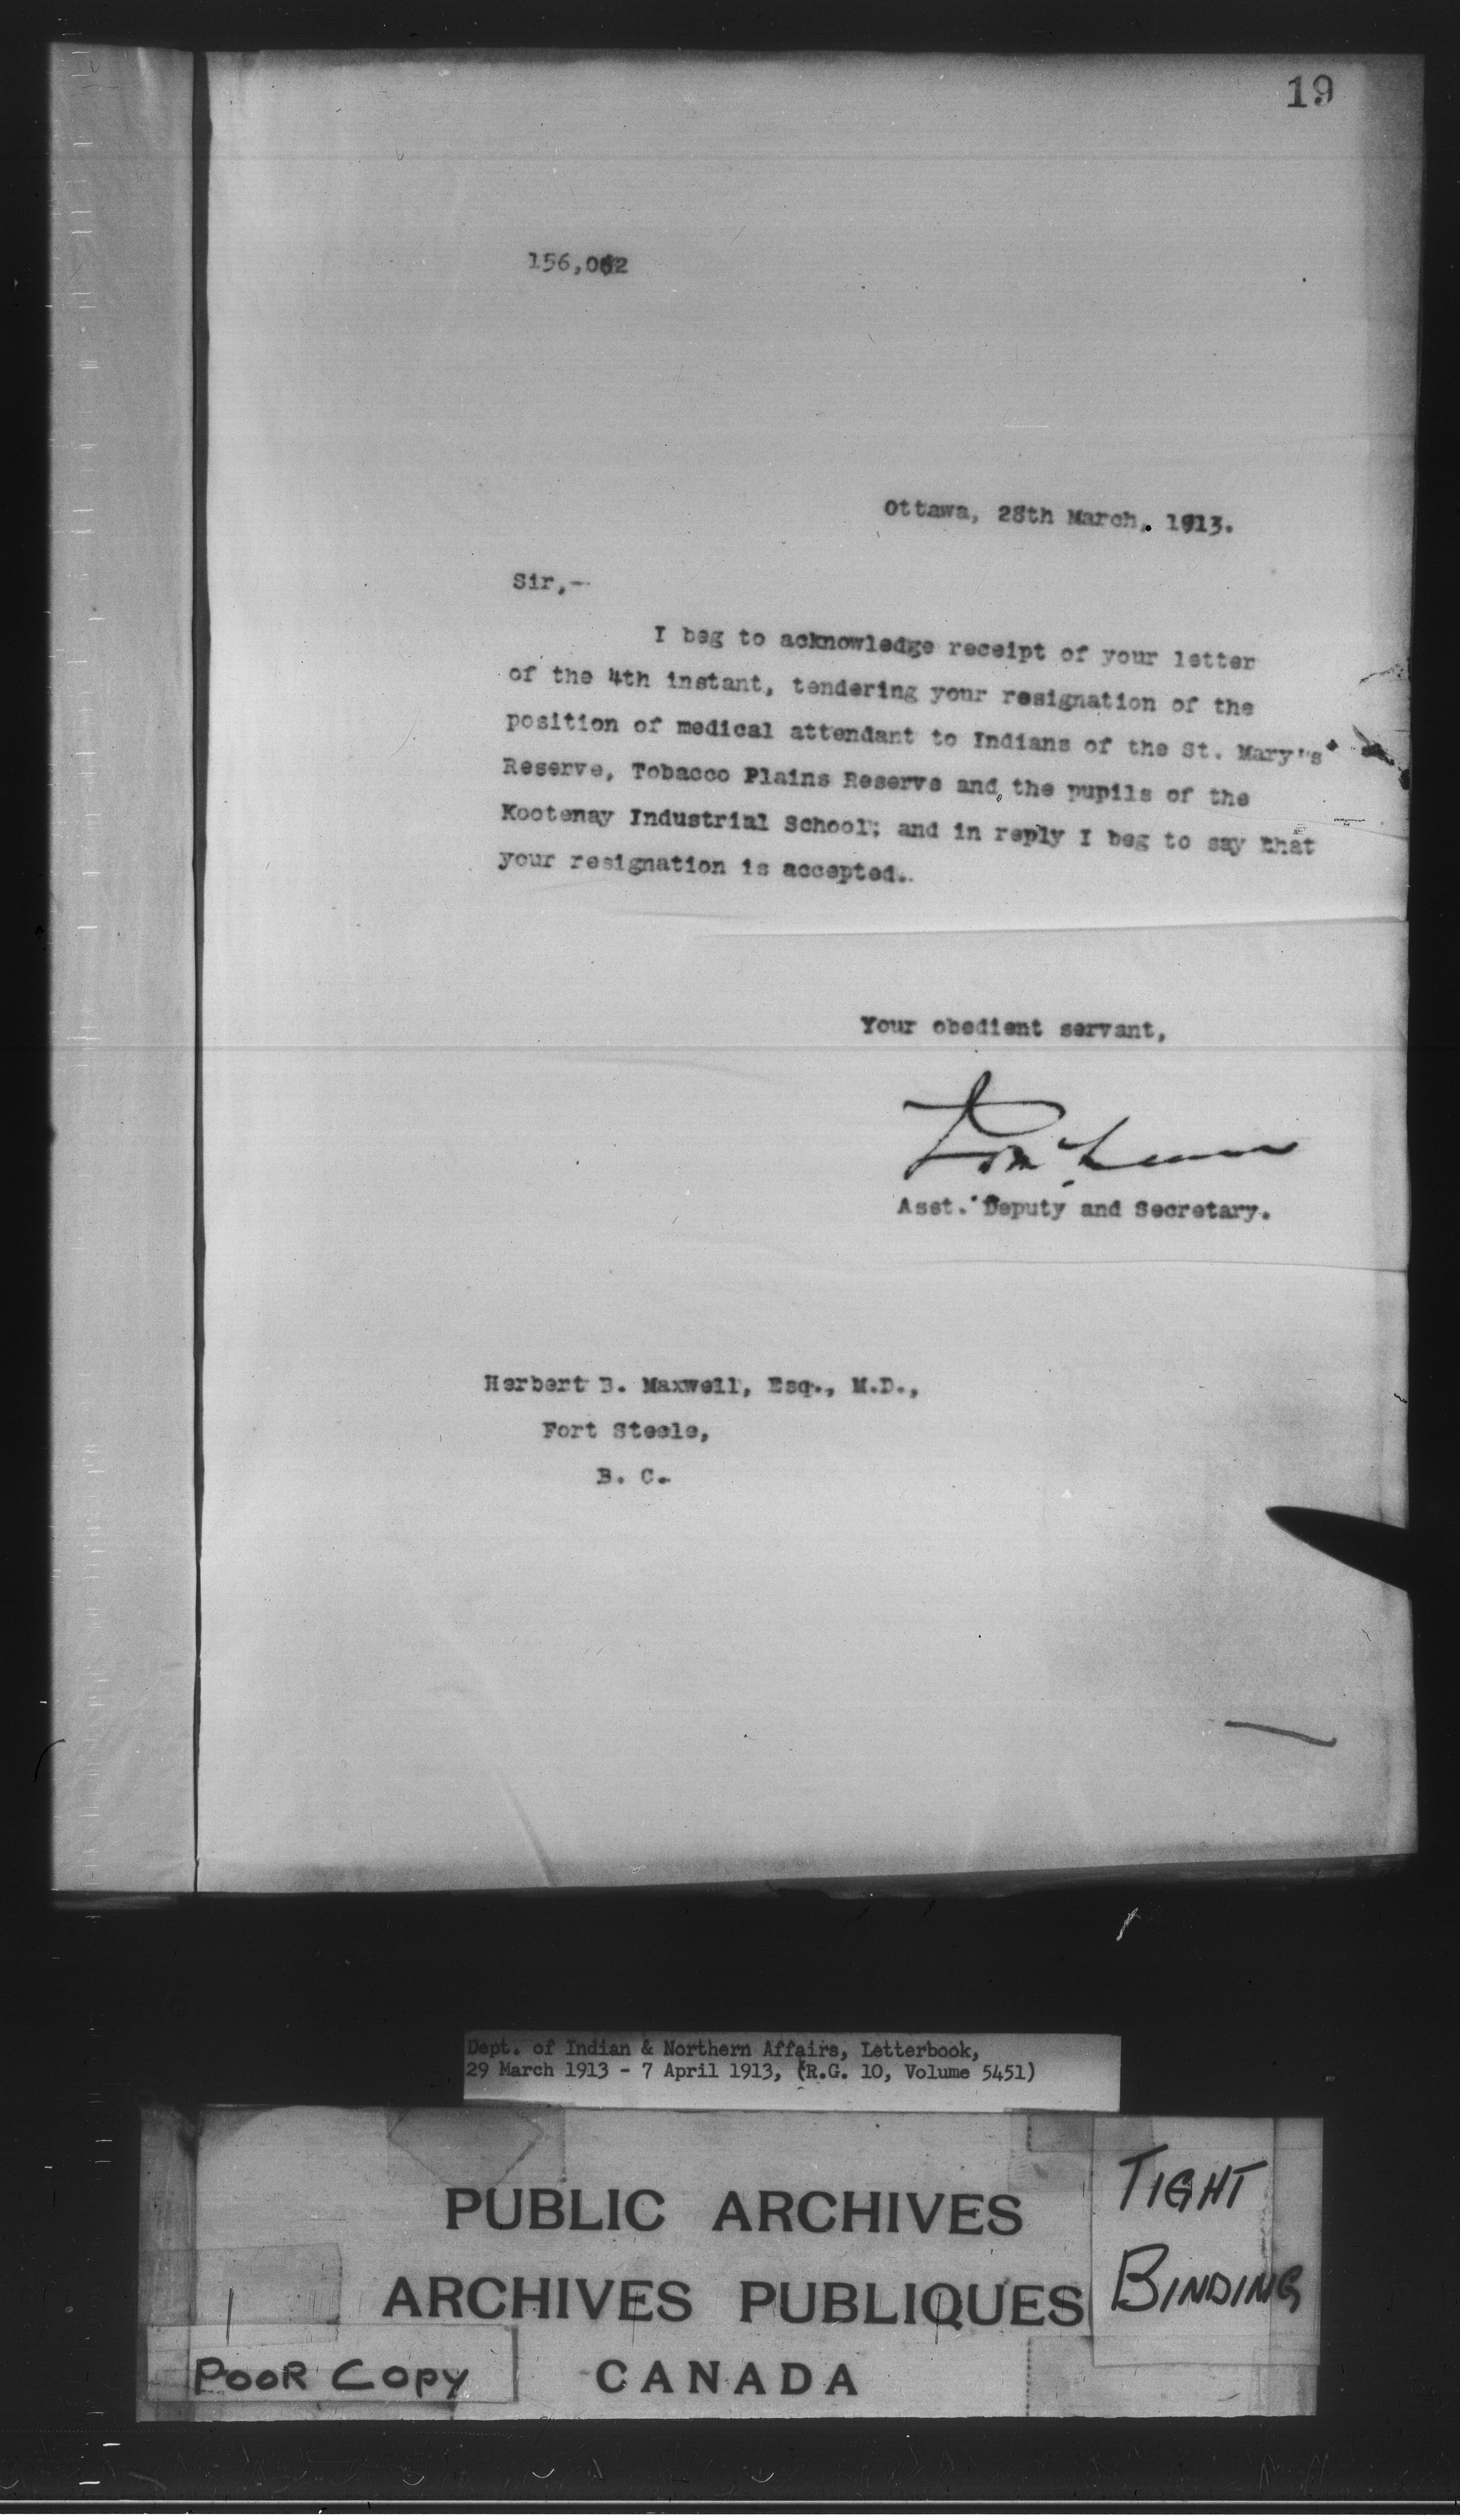 19
156,062
Ottawa, 28th March, 1913.
Sir,-
I beg to acknowledge receipt of your letter
of the 4th instant, tendering your resignation of the
position of medical attendant to Indians of the St. Mary's
Reserve, Tobacco Plains Reserve and the pupils of the
Kootenay Industrial School; and in reply I beg to say that
your resignation is accepted.
Your obedient servant,
Asst. Deputy and Secretary.
Herbert B. Maxwell, Esq., M.D.,
Fort Steele,
B. C.
Dept. of Indian & Northern Affairs, Letterbook,
29 March 1913 - 7 April 1913, (R.G. 10, Volume 5451)
PUBLIC ARCHIVES
ARCHIVES PUBLIQUES
CANADA
TIGHT
BINDING
POOR COPY